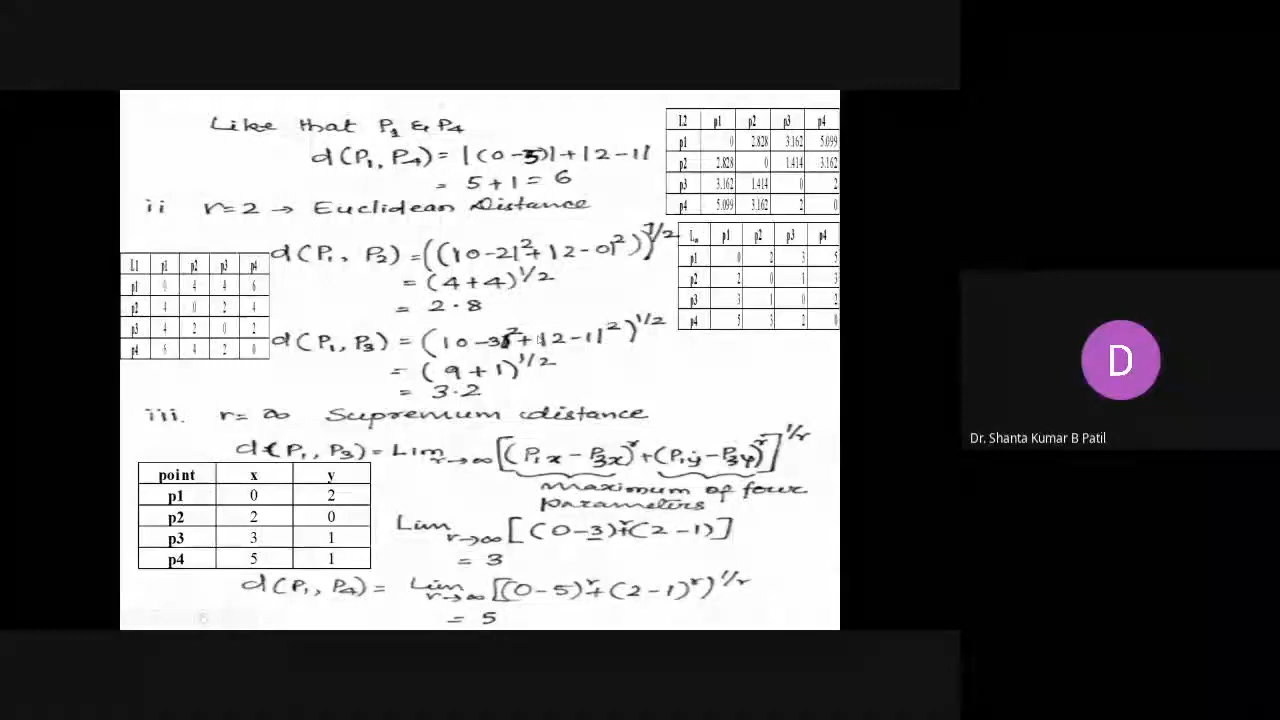 Like that P1 & P4
d(P1, P4) = |(0-5)|+|2-1|
= 5+1 = 6
ii r=2 → Euclidean Distance
d(P1, P2) = ((|0-2|²+|2-0|²))^1/2
= (4+4)^1/2
= 2.8
d(P1, P3) = (|0-3|²+|2-1|²)^1/2
= (9+1)^1/2
= 3.2
iii. r=∞ Supremum distance
d(P1, P3) = Lim r→∞ [(P1x - P3x)^r+(P1y - P3y)^r]^1/r
maximum of four
parameters
Lim r→∞ [(0-3)^r+(2-1)]
= 3
d(P1, P4) = Lim r→∞ [(0-5)^r+(2-1)^r)^1/r
= 5
L2 p1 p2 p3 p4
p1 0 2.828 3.162 5.099
p2 2.828 0 1.414 3.162
p3 3.162 1.414 0 2
p4 5.099 3.162 2 0
L∞ p1 p2 p3 p4
p1 0 2 3 5
p2 2 0 1 3
p3 3 1 0 2
p4 5 3 2 0
L1 p1 p2 p3 p4
p1 0 4 4 6
p2 4 0 2 4
p3 4 2 0 2
p4 6 4 2 0
point x y
p1 0 2
p2 2 0
p3 3 1
p4 5 1
D
Dr. Shanta Kumar B Patil